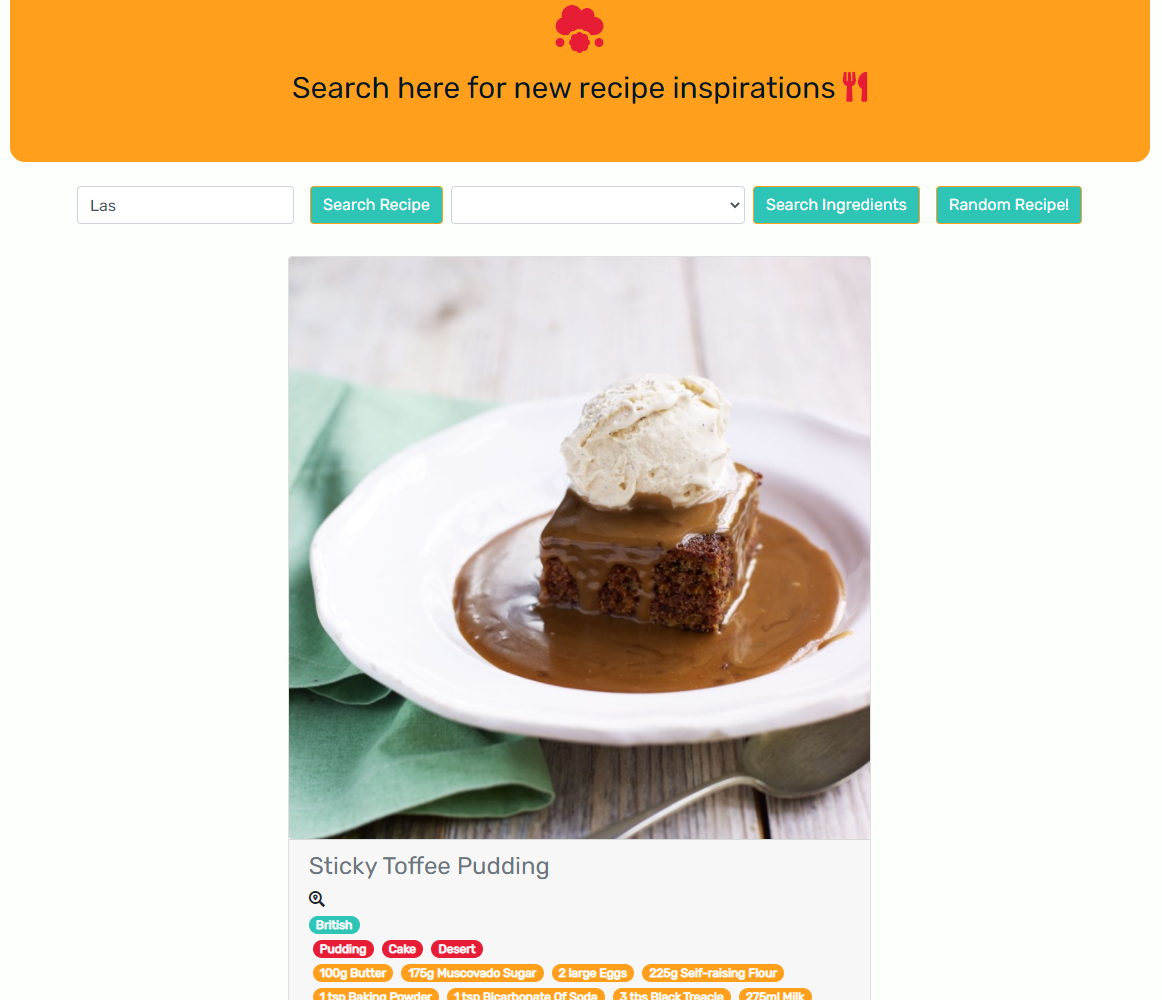 Search here for new recipe inspirations
Las Search Recipe Search Ingredients Random Recipe!
Sticky Toffee Pudding
British
Pudding Cake Desert
100g Butter 175g Muscovado Sugar 2 large Eggs 225g Self-raising Flour
1 tsp Baking Powder 1 tsp Bicarbonate Of Soda 3 tbs Black Treacle 275ml Milk